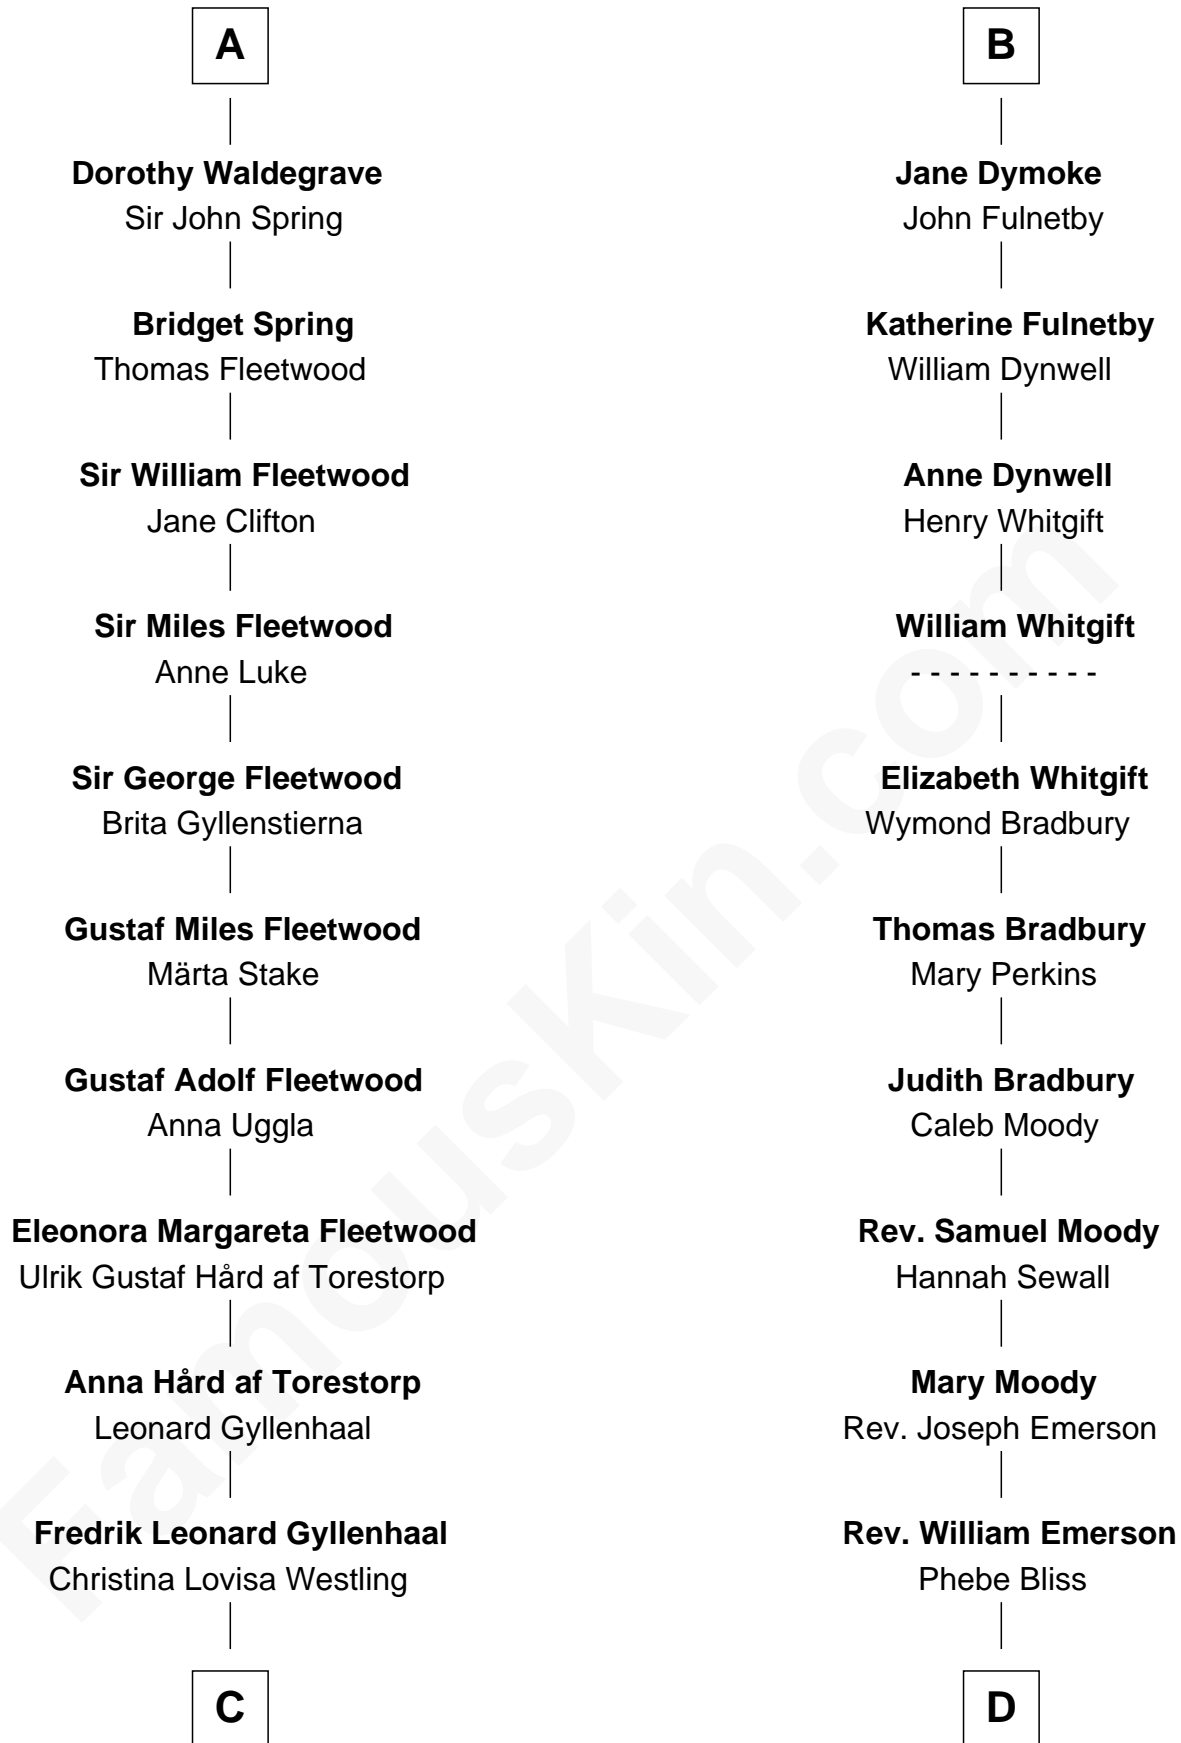 A
Dorothy Waldegrave
Sir John Spring
Bridget Spring
Thomas Fleetwood
Sir William Fleetwood
Jane Clifton
Sir Miles Fleetwood
Anne Luke
Sir George Fleetwood
Brita Gyllenstierna
Gustaf Miles Fleetwood
Märta Stake
Gustaf Adolf Fleetwood
Anna Uggla
Eleonora Margareta Fleetwood
Ulrik Gustaf Hård af Torestorp
Anna Hård af Torestorp
Leonard Gyllenhaal
Fredrik Leonard Gyllenhaal
Christina Lovisa Westling
C
B
Jane Dymoke
John Fulnetby
Katherine Fulnetby
William Dynwell
Anne Dynwell
Henry Whitgift
William Whitgift
- - - - - - - - - -
Elizabeth Whitgift
Wymond Bradbury
Thomas Bradbury
Mary Perkins
Judith Bradbury
Caleb Moody
Rev. Samuel Moody
Hannah Sewall
Mary Moody
Rev. Joseph Emerson
Rev. William Emerson
Phebe Bliss
D
FamousKin.com